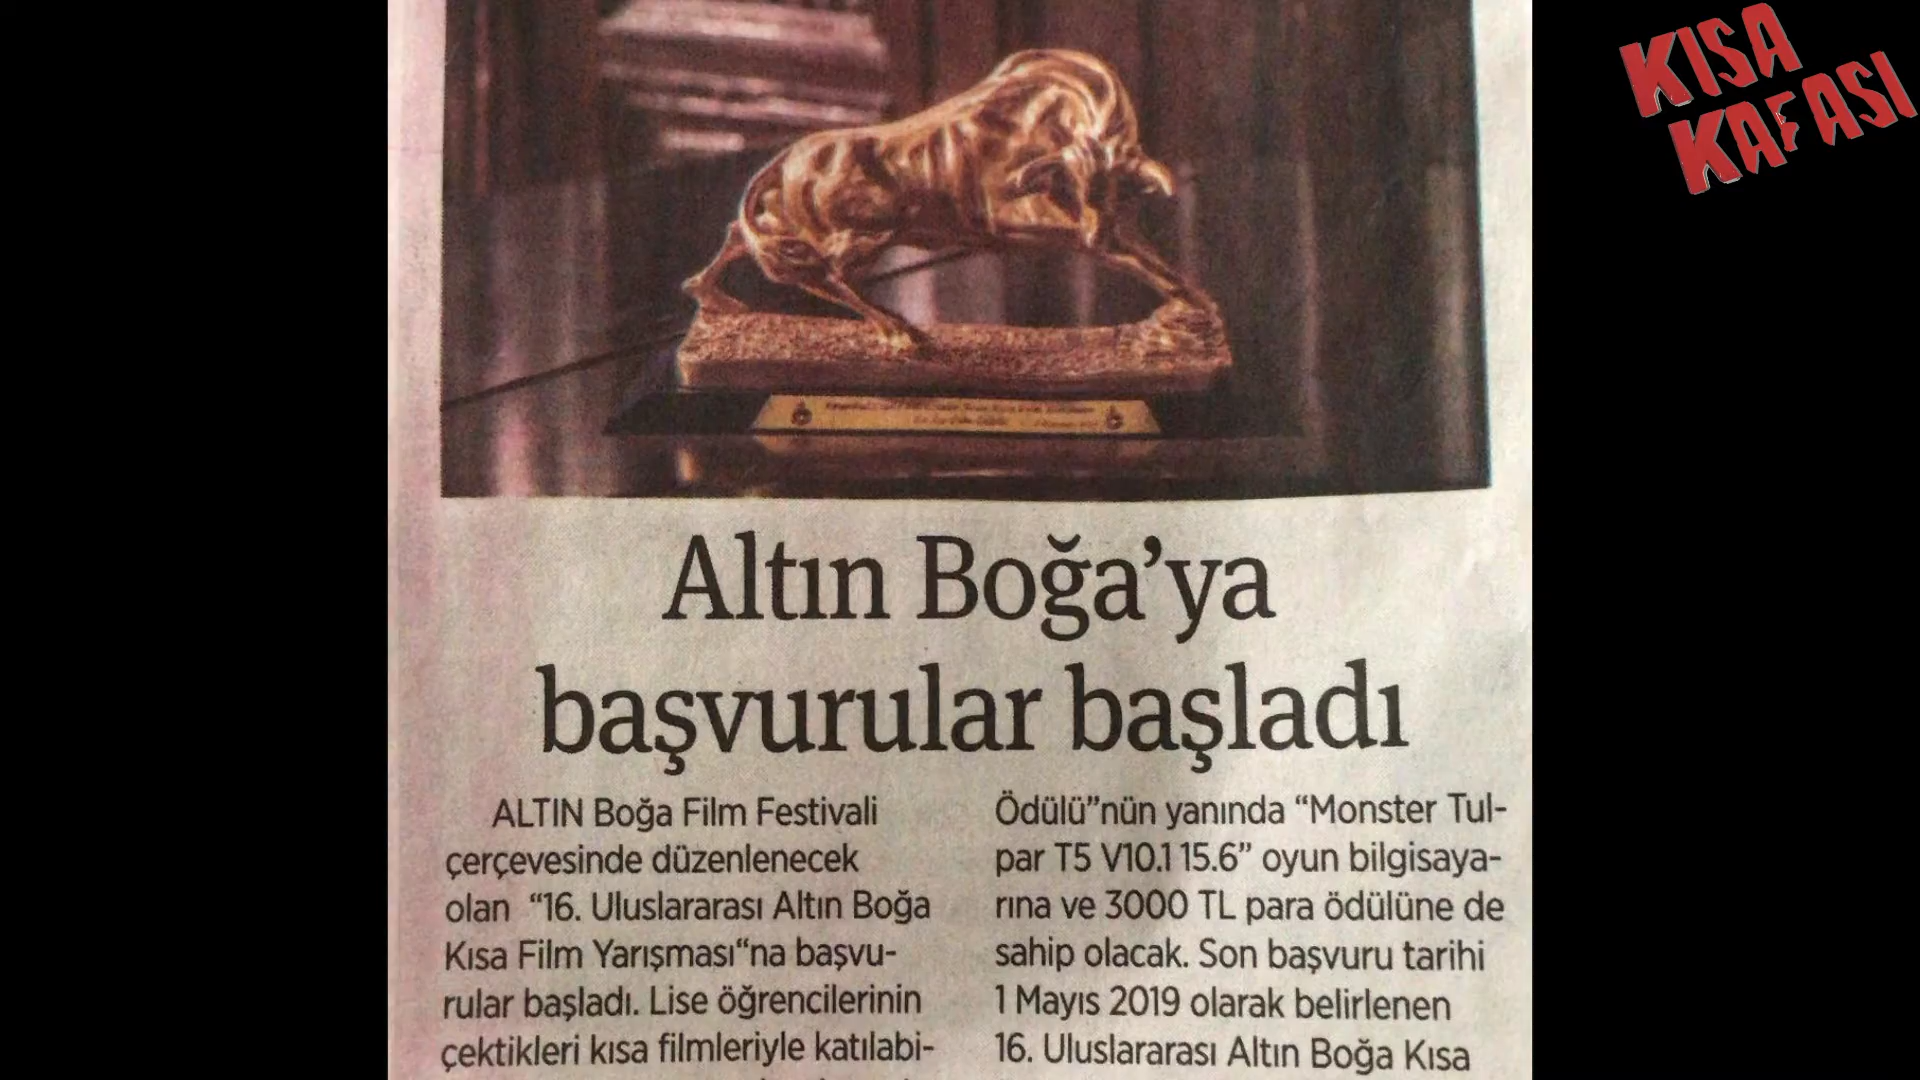 KISA
KAFASI
Altın Boğa’ya
başvurular başladı
ALTIN Boğa Film Festivali
çerçevesinde düzenlenecek
olan “16. Uluslararası Altın Boğa
Kısa Film Yarışması“na başvu-
rular başladı. Lise öğrencilerinin
çektikleri kısa filmleriyle katılabi-
Ödülü”nün yanında “Monster Tul-
par T5 V10.1 15.6” oyun bilgisaya-
rına ve 3000 TL para ödülüne de
sahip olacak. Son başvuru tarihi
1 Mayıs 2019 olarak belirlenen
16. Uluslararası Altın Boğa Kısa